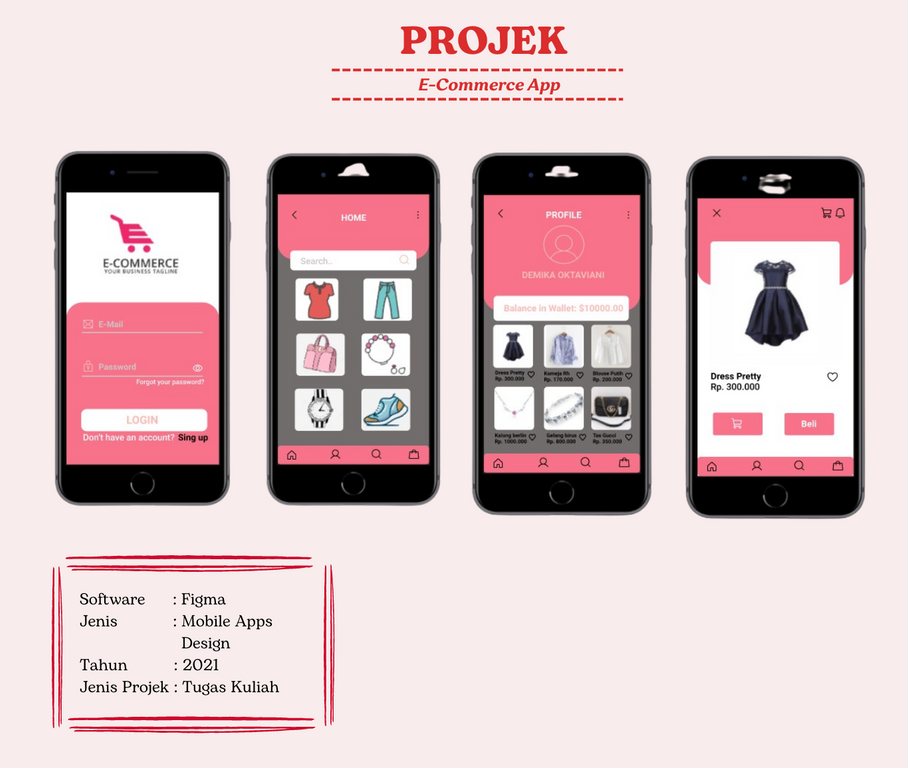 PROJEK
E-Commerce App
E-COMMERCE
YOUR BUSINESS TAGLINE
E-Mail
Password
Forgot your password?
LOGIN
Don't have an account? Sing up
HOME
Search..
PROFILE
DEMIKA OKTAVIANI
Balance in Wallet: $10000.00
Dress Pretty
Rp. 300.000
Kemeja Rh
Rp. 170.000
Blouse Putih
Rp. 200.000
Kalang berlin
Rp. 1000.000
Gelang birus
Rp. 800.000
Tas Gucci
Rp. 350.000
Dress Pretty
Rp. 300.000
Beli
Software : Figma
Jenis : Mobile Apps
Design
Tahun : 2021
Jenis Projek : Tugas Kuliah